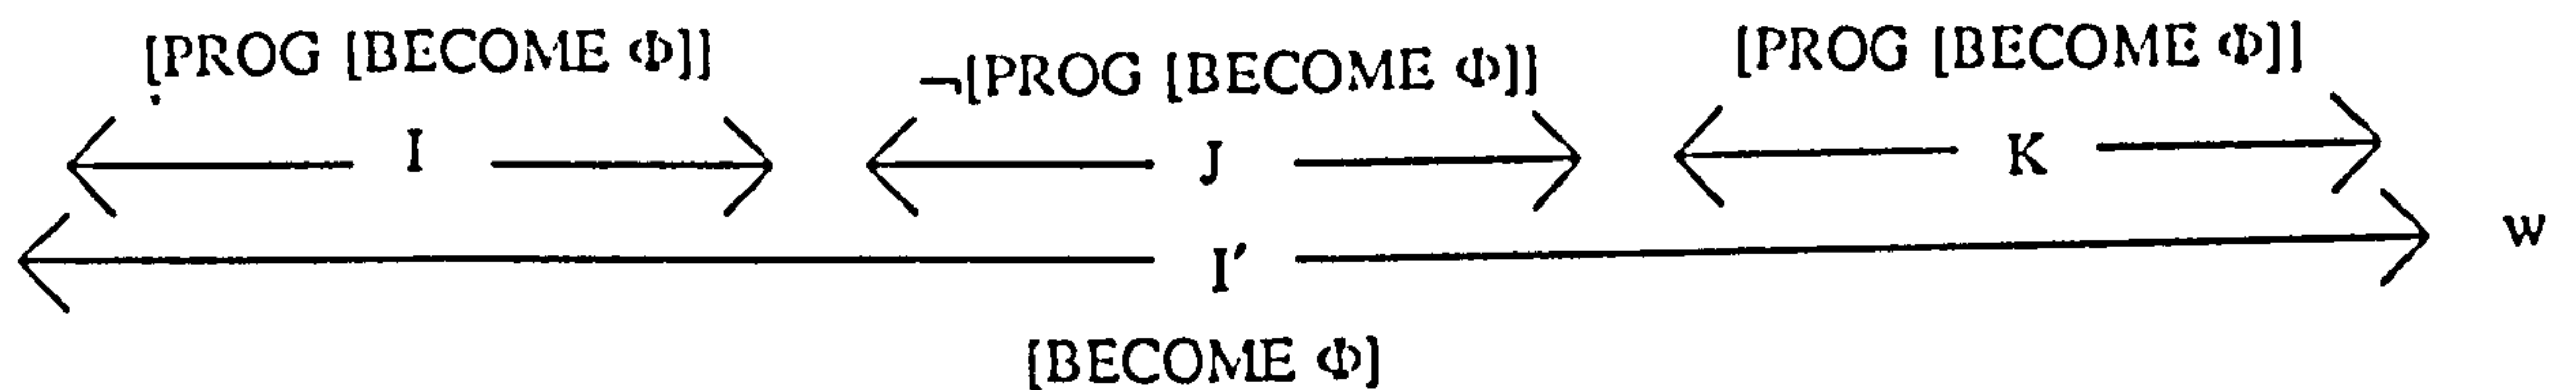 [PROG [BECOME Φ]] ¬[PROG [BECOME Φ]] [PROG [BECOME Φ]]
I J K
I′ w
[BECOME Φ]